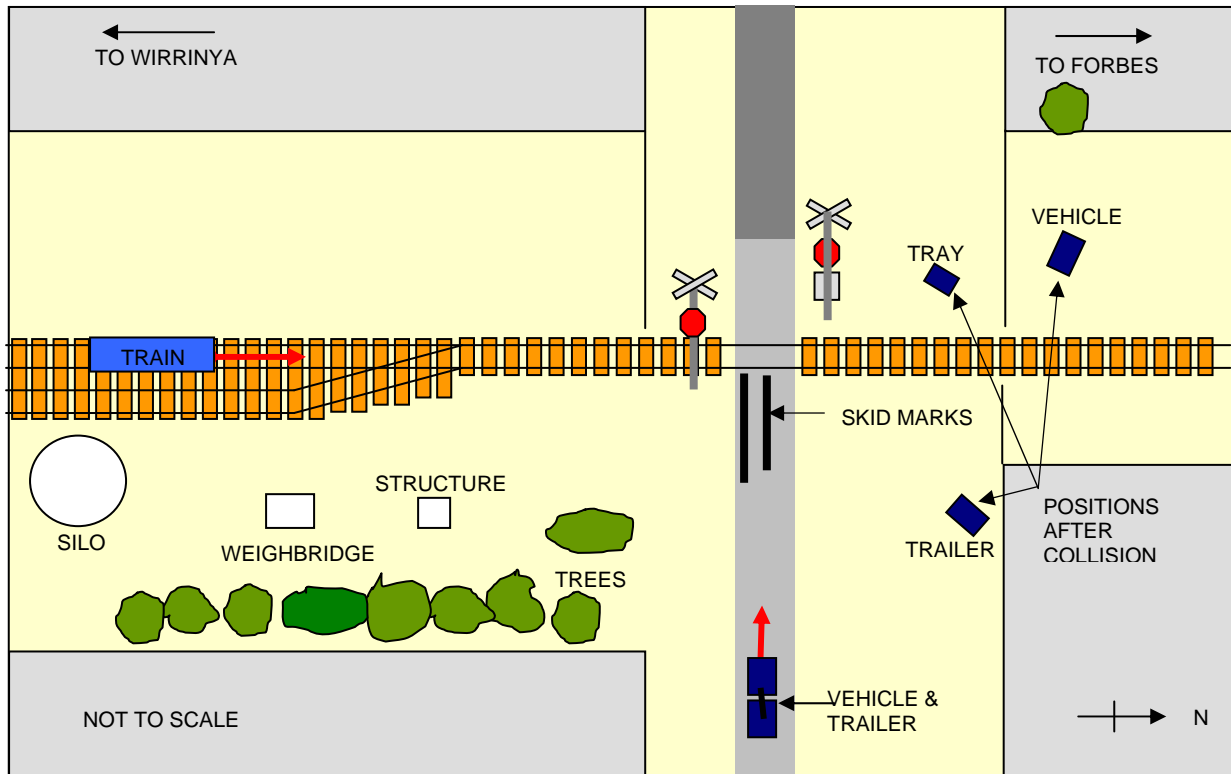 TO WIRRINYA
TO FORBES
VEHICLE
TRAY
TRAIN
SKID MARKS
STRUCTURE
SILO
WEIGHBRIDGE
TREES
TRAILER
POSITIONS
AFTER
COLLISION
NOT TO SCALE
VEHICLE &
TRAILER
N